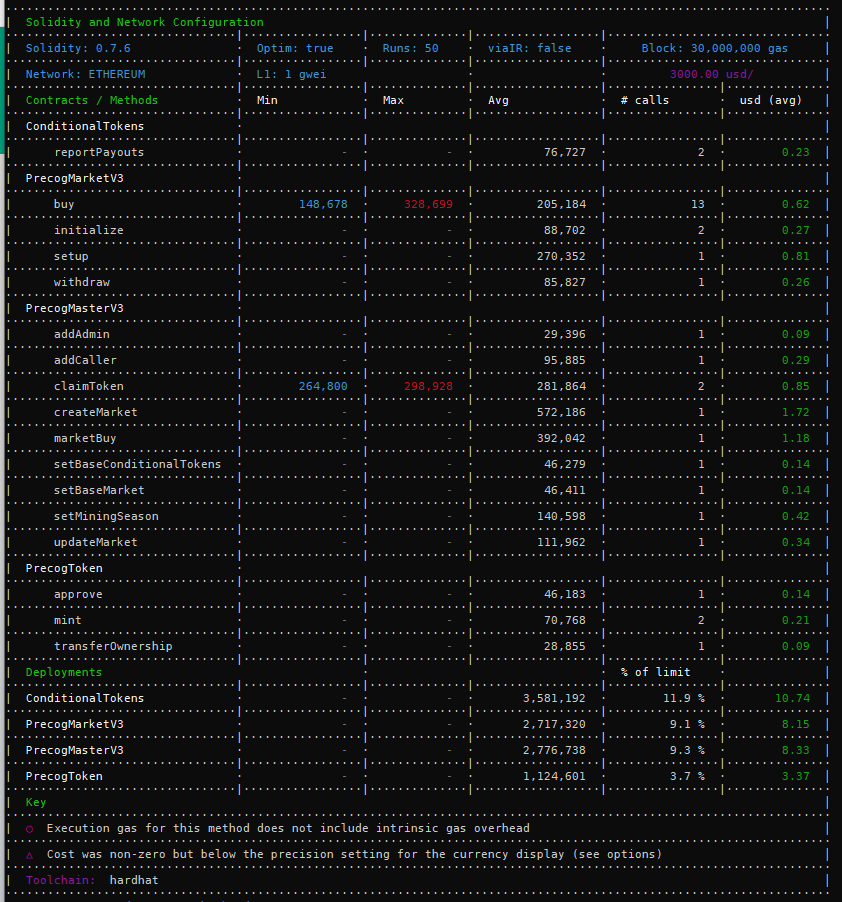 Solidity and Network Configuration
Solidity: 0.7.6 Optim: true Runs: 50 viaIR: false Block: 30,000,000 gas
Network: ETHEREUM L1: 1 gwei 3000.00 usd/
Contracts / Methods Min Max Avg # calls usd (avg)
ConditionalTokens
reportPayouts - - 76,727 2 0.23
PrecogMarketV3
buy 148,678 328,699 205,184 13 0.62
initialize - - 88,702 2 0.27
setup - - 270,352 1 0.81
withdraw - - 85,827 1 0.26
PrecogMasterV3
addAdmin - - 29,396 1 0.09
addCaller - - 95,885 1 0.29
claimToken 264,800 298,928 281,864 2 0.85
createMarket - - 572,186 1 1.72
marketBuy - - 392,042 1 1.18
setBaseConditionalTokens - - 46,279 1 0.14
setBaseMarket - - 46,411 1 0.14
setMiningSeason - - 140,598 1 0.42
updateMarket - - 111,962 1 0.34
PrecogToken
approve - - 46,183 1 0.14
mint - - 70,768 2 0.21
transferOwnership - - 28,855 1 0.09
Deployments % of limit
ConditionalTokens - - 3,581,192 11.9 % 10.74
PrecogMarketV3 - - 2,717,320 9.1 % 8.15
PrecogMasterV3 - - 2,776,738 9.3 % 8.33
PrecogToken - - 1,124,601 3.7 % 3.37
Key
◯ Execution gas for this method does not include intrinsic gas overhead
△ Cost was non-zero but below the precision setting for the currency display (see options)
Toolchain: hardhat